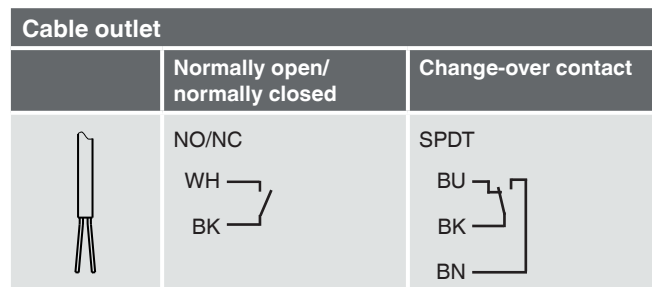 Cable outlet
Normally open/
normally closed
Change-over contact
NO/NC
WH
BK
SPDT
BU
BK
BN